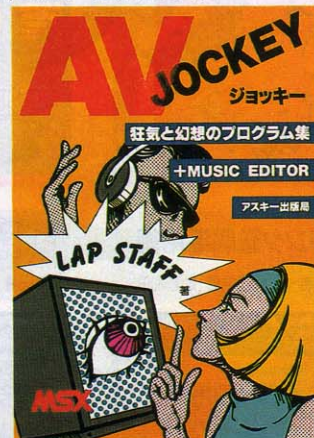 AV
JOCKEY
ジョッキー
狂気と幻想のプログラム集
+MUSIC EDITOR
アスキー出版局
LAP STAFF
著
MSX